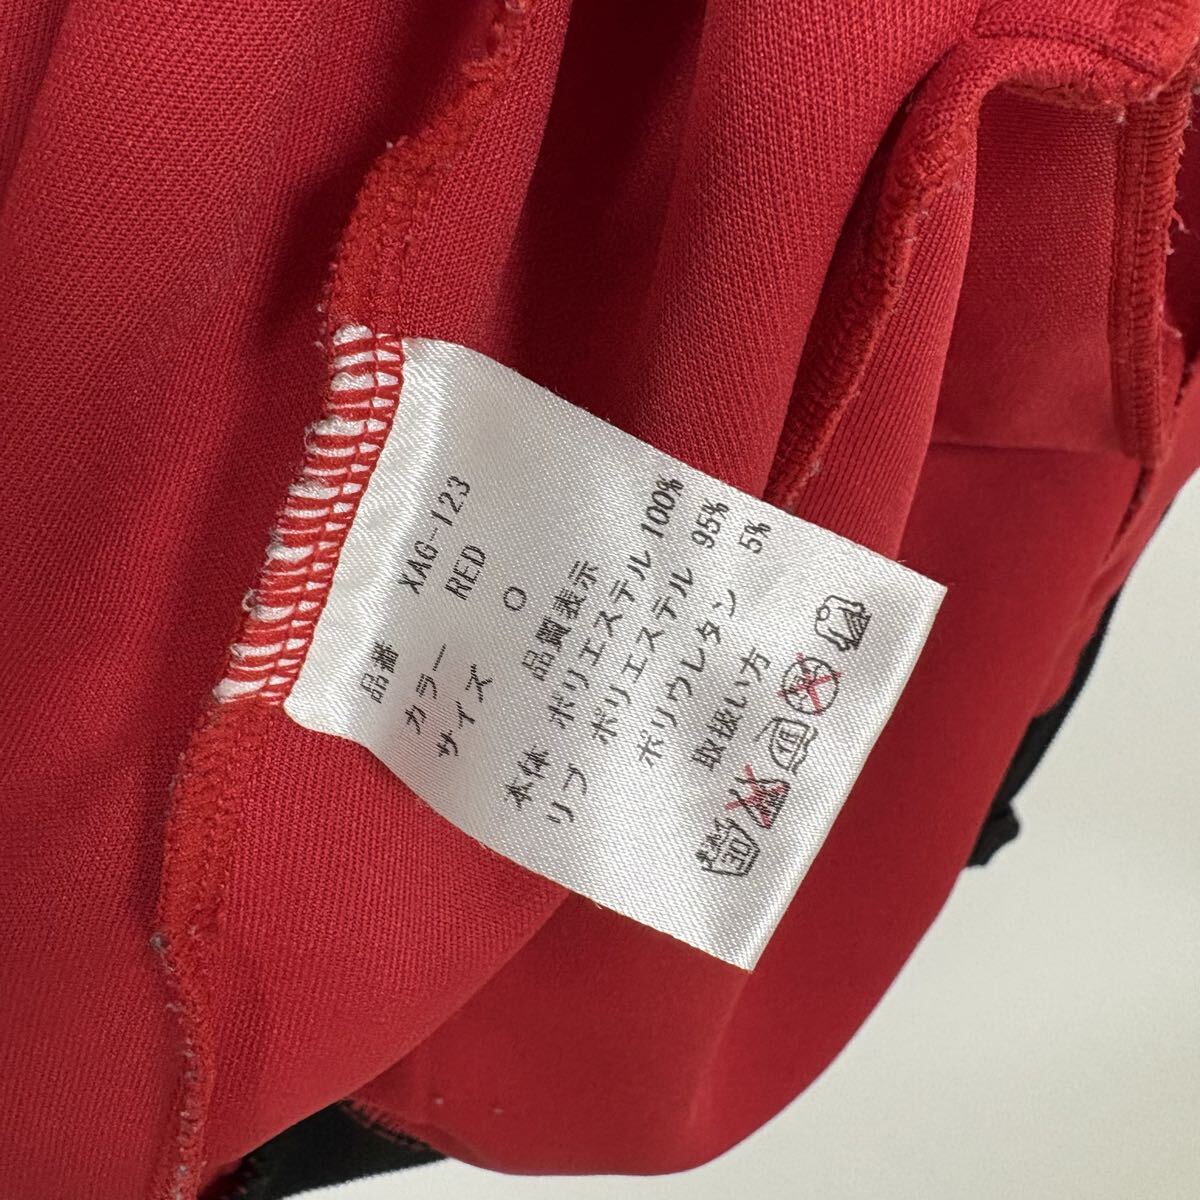 品番 XAG-123
カラー RED
サイズ O
品質表示
本体 ポリエステル 100%
リブ ポリエステル 95%
ポリウレタン 5%
取扱い方
30